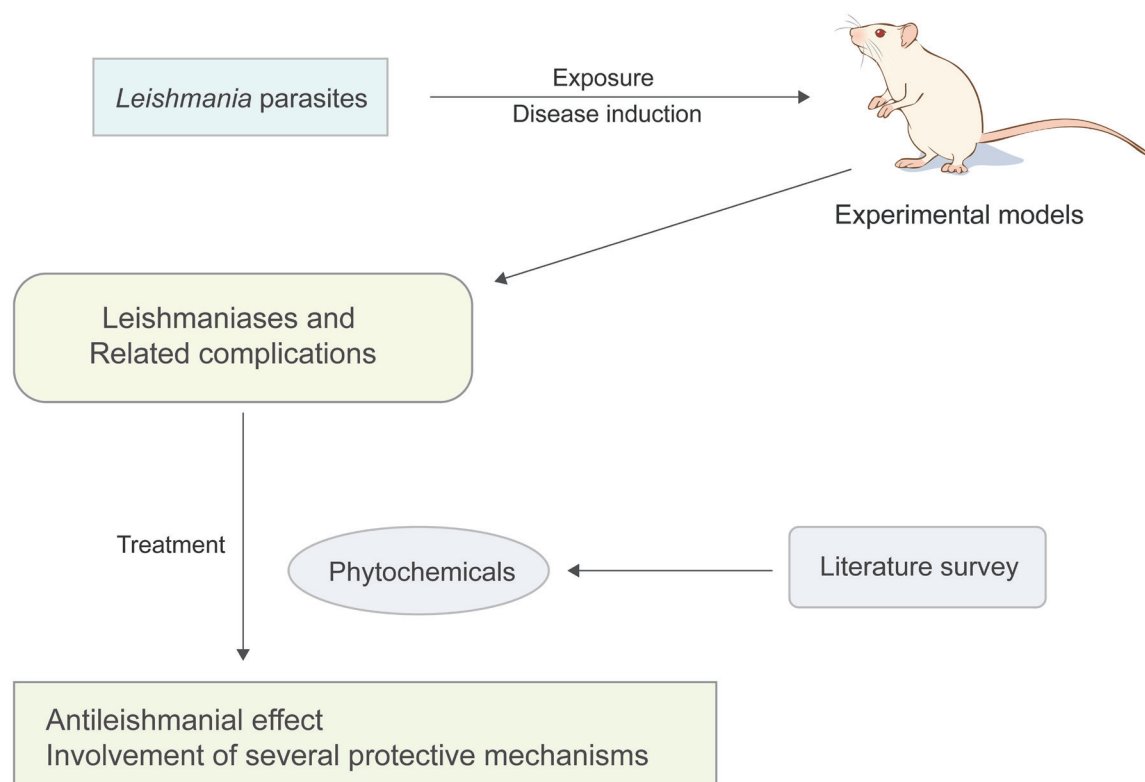 Leishmania parasites
Exposure
Disease induction
Experimental models
Leishmaniases and
Related complications
Treatment
Phytochemicals
Literature survey
Antileishmanial effect
Involvement of several protective mechanisms